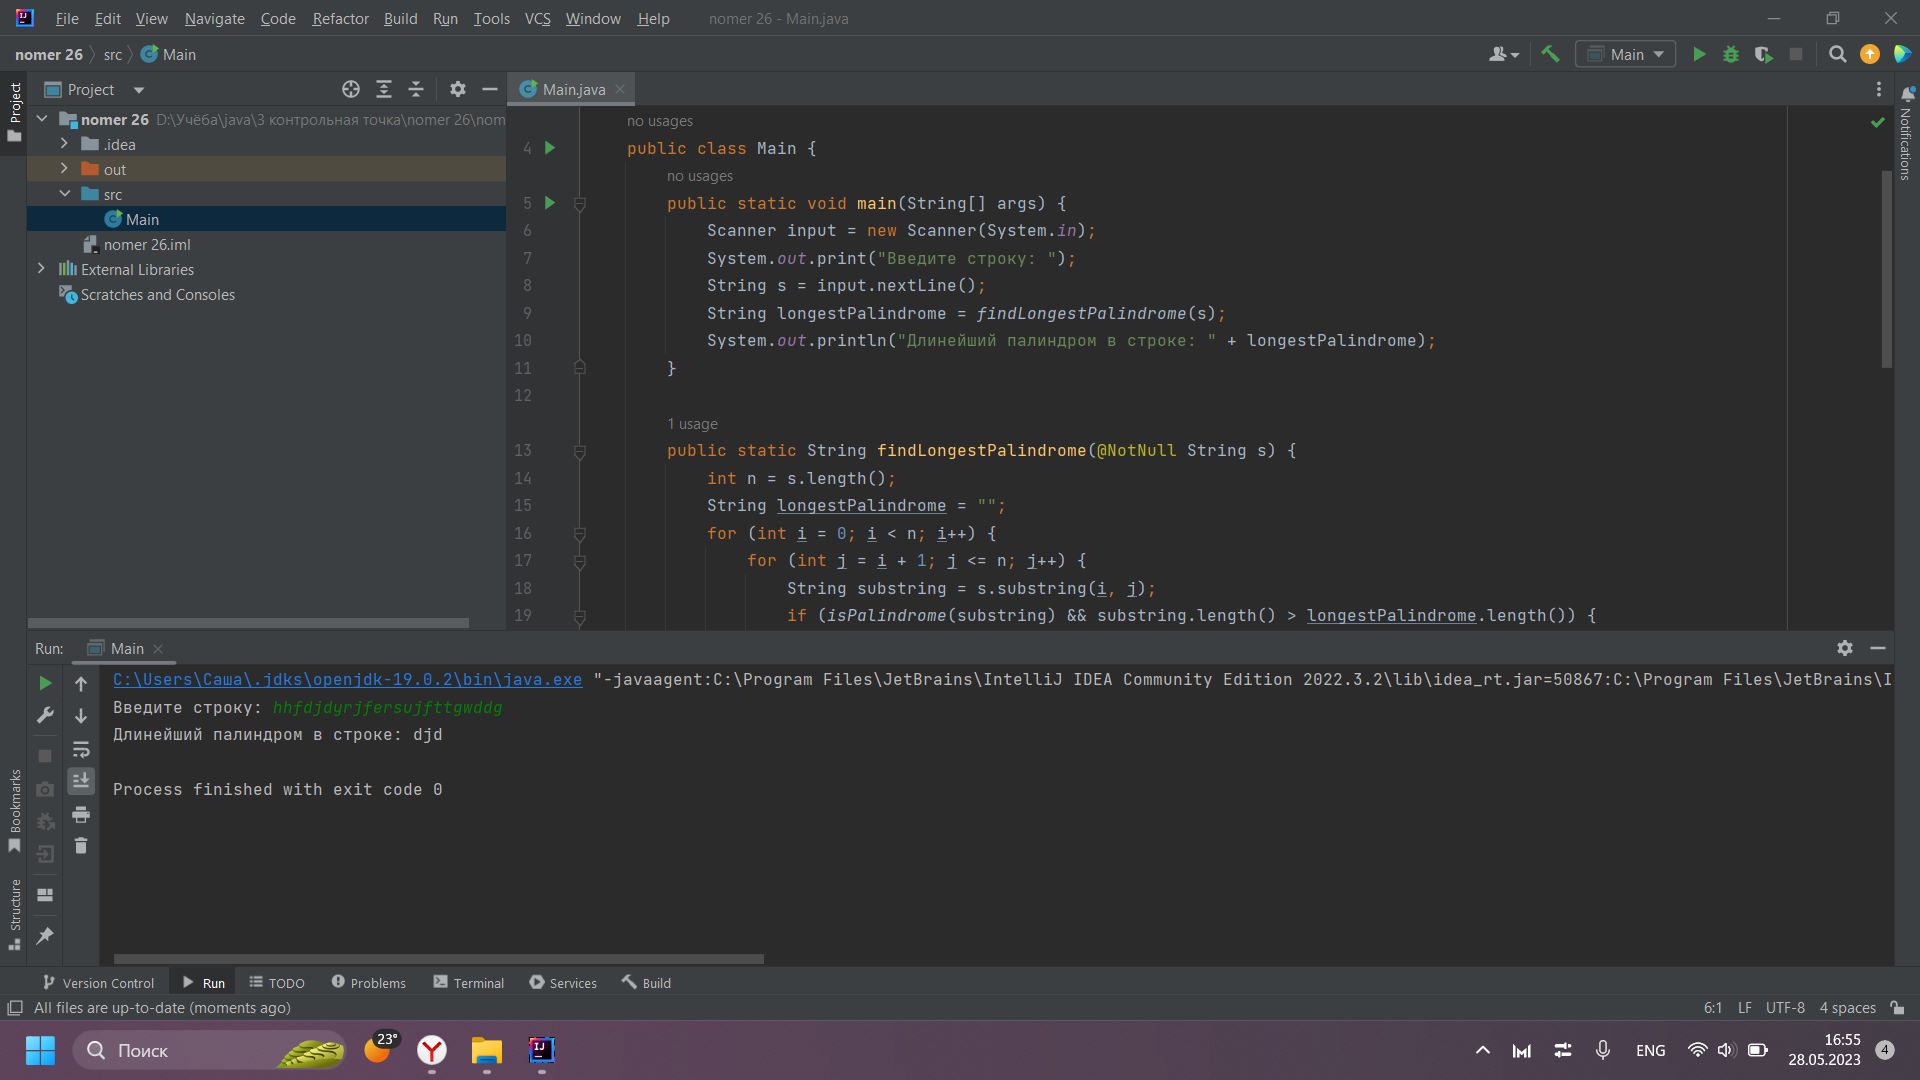 File Edit View Navigate Code Refactor Build Run Tools VCS Window Help nomer 26 - Main.java
nomer 26 src Main
Main
Project
Main.java
Project
nomer 26 D:\Учёба\java\3 контрольная точка\nomer 26\nom
.idea
out
src
Main
nomer 26.iml
External Libraries
Scratches and Consoles
no usages
4 public class Main {
no usages
5 public static void main(String[] args) {
6 Scanner input = new Scanner(System.in);
7 System.out.print("Введите строку: ");
8 String s = input.nextLine();
9 String longestPalindrome = findLongestPalindrome(s);
10 System.out.println("Длинейший палиндром в строке: " + longestPalindrome);
11 }
12
1 usage
13 public static String findLongestPalindrome(@NotNull String s) {
14 int n = s.length();
15 String longestPalindrome = "";
16 for (int i = 0; i < n; i++) {
17 for (int j = i + 1; j <= n; j++) {
18 String substring = s.substring(i, j);
19 if (isPalindrome(substring) && substring.length() > longestPalindrome.length()) {
Notifications
Run: Main
C:\Users\Саша\.jdks\openjdk-19.0.2\bin\java.exe "-javaagent:C:\Program Files\JetBrains\IntelliJ IDEA Community Edition 2022.3.2\lib\idea_rt.jar=50867:C:\Program Files\JetBrains\I
Введите строку: hhfdjdyrjfersujfttgwddg
Длинейший палиндром в строке: djd
Process finished with exit code 0
Bookmarks
Structure
Version Control Run TODO Problems Terminal Services Build
All files are up-to-date (moments ago) 6:1 LF UTF-8 4 spaces
Поиск
23°
ENG
16:55
28.05.2023
4